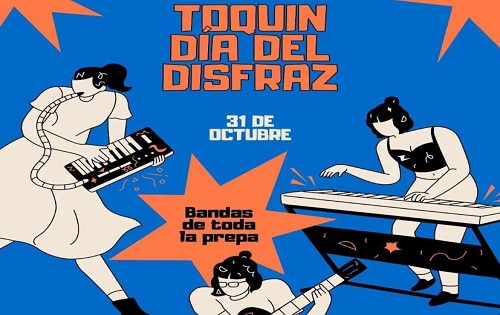 TOQUIN
DÍA DEL
DISFRAZ
31 DE
OCTUBRE
Bandas
de toda
la prepa